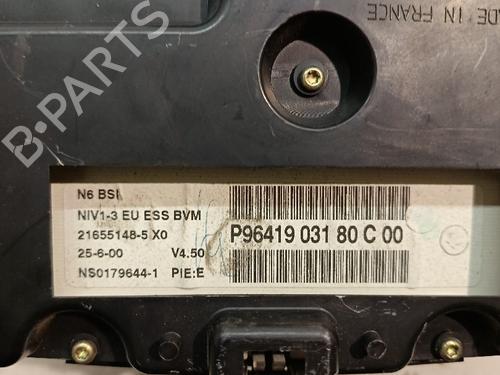 MADE IN FRANCE
B-PARTS
N6 BSI
NIV1-3 EU ESS BVM
21655148-5 X0
25-6-00 V4.50
NS0179644-1 PIE:E
P96419 031 80 C 00